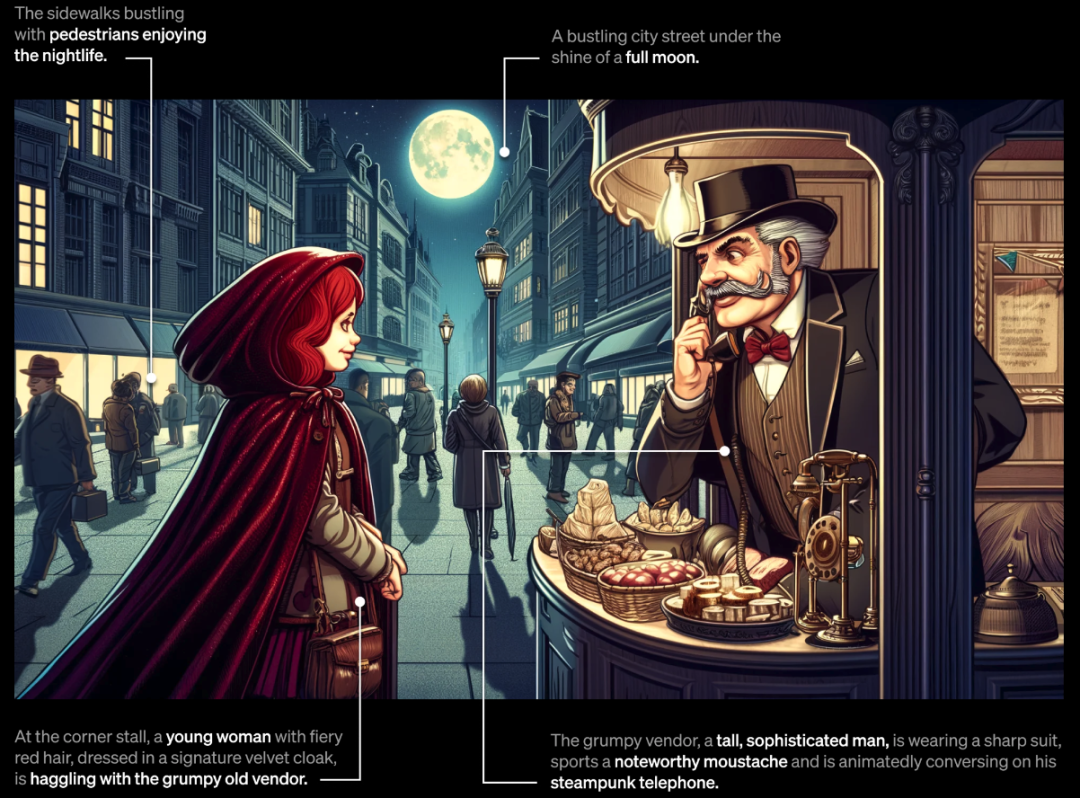 The sidewalks bustling
with pedestrians enjoying
the nightlife.
A bustling city street under the
shine of a full moon.
At the corner stall, a young woman with fiery
red hair, dressed in a signature velvet cloak,
is haggling with the grumpy old vendor.
The grumpy vendor, a tall, sophisticated man, is wearing a sharp suit,
sports a noteworthy moustache and is animatedly conversing on his
steampunk telephone.